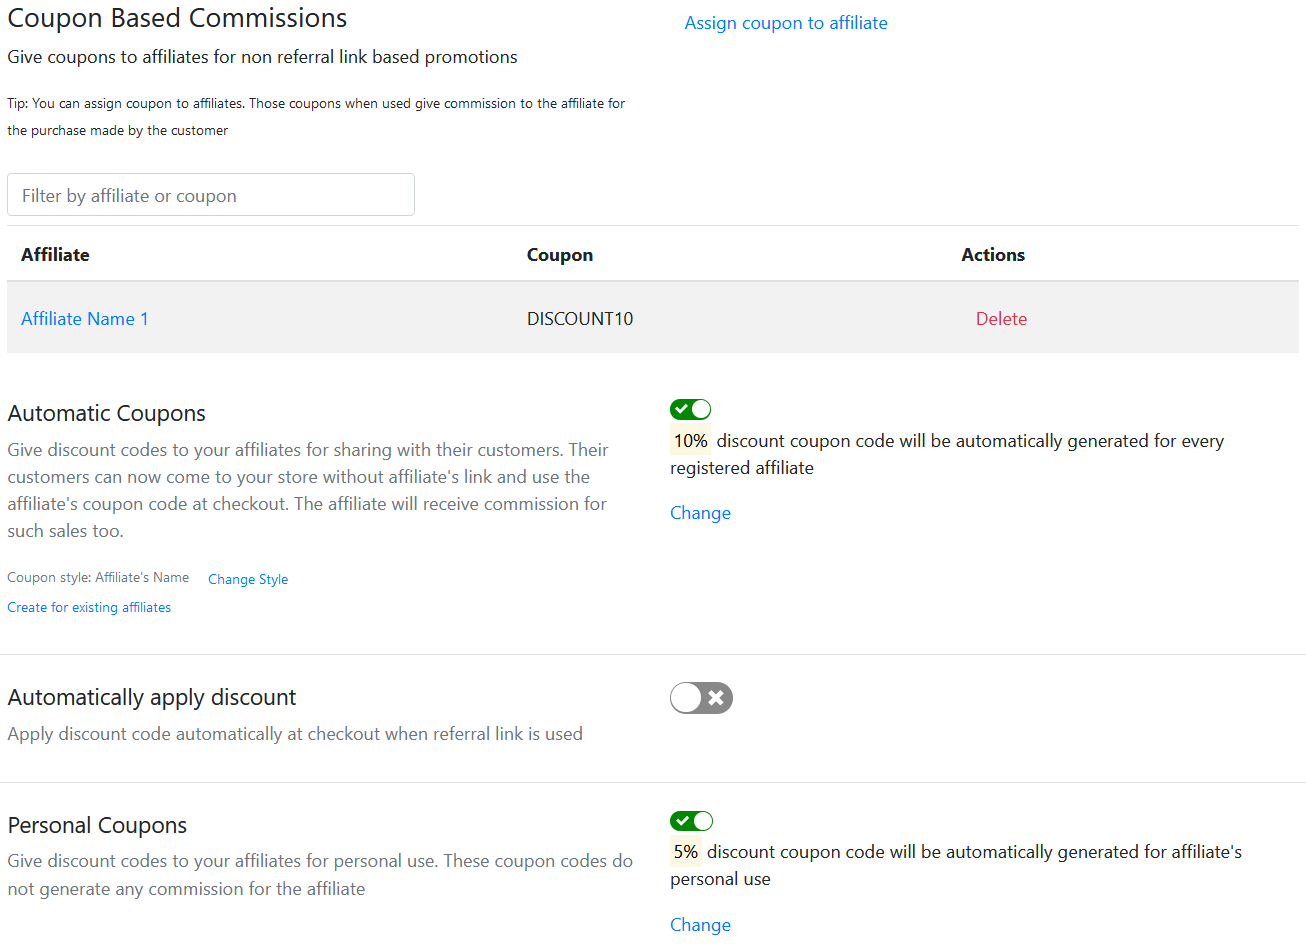 Coupon Based Commissions
Assign coupon to affiliate
Give coupons to affiliates for non referral link based promotions
Tip: You can assign coupon to affiliates. Those coupons when used give commission to the affiliate for
the purchase made by the customer
Filter by affiliate or coupon
Affiliate Coupon Actions
Affiliate Name 1 DISCOUNT10 Delete
Automatic Coupons
Give discount codes to your affiliates for sharing with their customers. Their
customers can now come to your store without affiliate's link and use the
affiliate's coupon code at checkout. The affiliate will receive commission for
such sales too.
Coupon style: Affiliate's Name Change Style
Create for existing affiliates
10% discount coupon code will be automatically generated for every
registered affiliate
Change
Automatically apply discount
Apply discount code automatically at checkout when referral link is used
Personal Coupons
Give discount codes to your affiliates for personal use. These coupon codes do
not generate any commission for the affiliate
5% discount coupon code will be automatically generated for affiliate's
personal use
Change